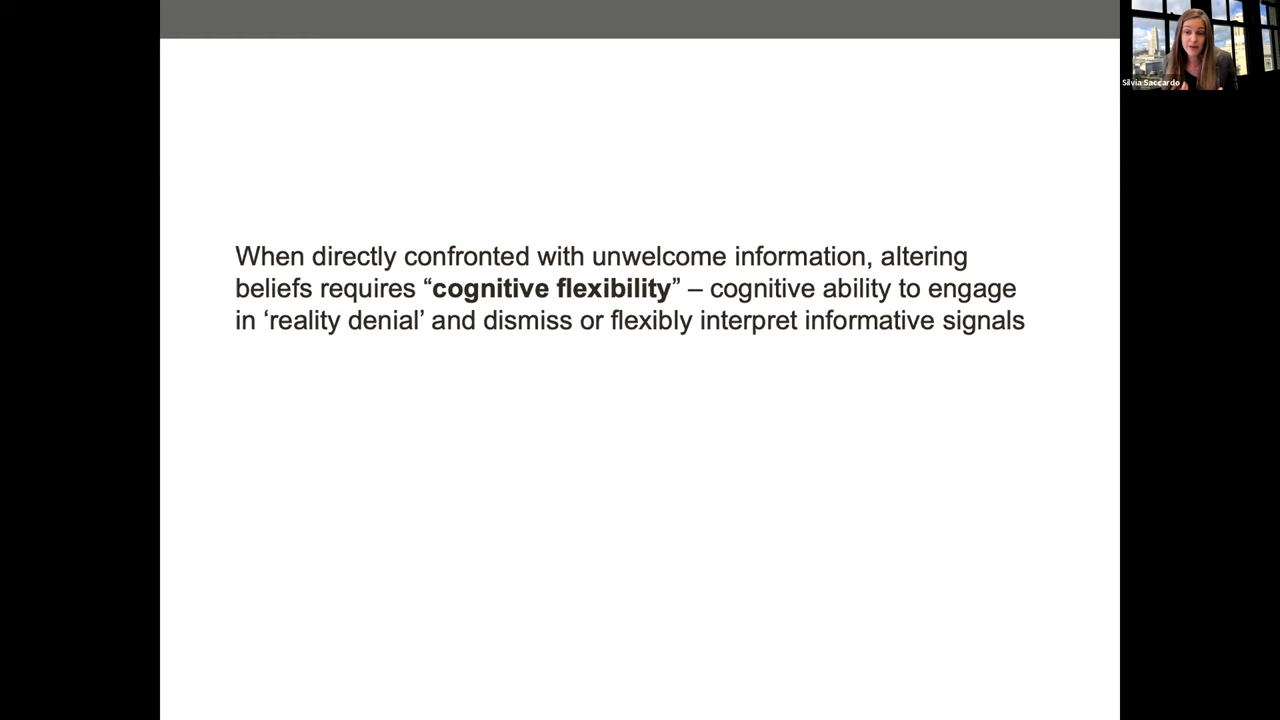 Silvia Saccardo
When directly confronted with unwelcome information, altering
beliefs requires “cognitive flexibility” – cognitive ability to engage
in ‘reality denial’ and dismiss or flexibly interpret informative signals